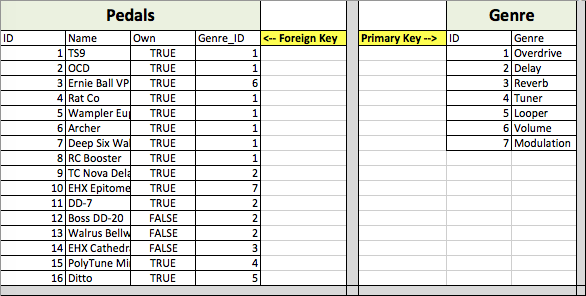 Pedals Genre
ID Name Own Genre_ID <-- Foreign Key Primary Key --> ID Genre
1 TS9 TRUE 1 1 Overdrive
2 OCD TRUE 1 2 Delay
3 Ernie Ball VP TRUE 6 3 Reverb
4 Rat Co TRUE 1 4 Tuner
5 Wampler Eup TRUE 1 5 Looper
6 Archer TRUE 1 6 Volume
7 Deep Six Wal TRUE 1 7 Modulation
8 RC Booster TRUE 1
9 TC Nova Dela TRUE 2
10 EHX Epitome TRUE 7
11 DD-7 TRUE 2
12 Boss DD-20 FALSE 2
13 Walrus Bellw FALSE 2
14 EHX Cathedr FALSE 3
15 PolyTune Mi TRUE 4
16 Ditto TRUE 5